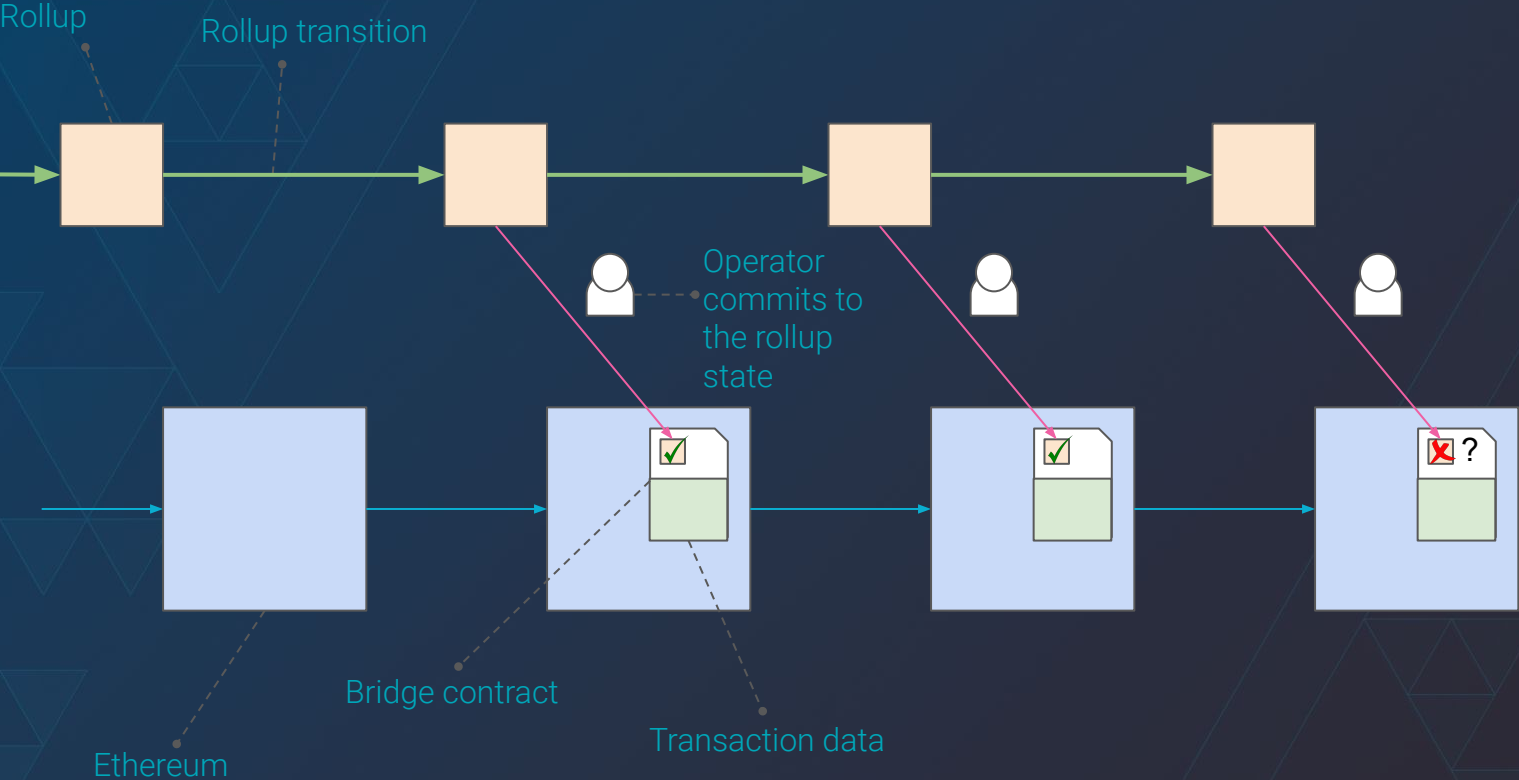 Rollup
Rollup transition
Operator
commits to
the rollup
state
?
Bridge contract
Transaction data
Ethereum